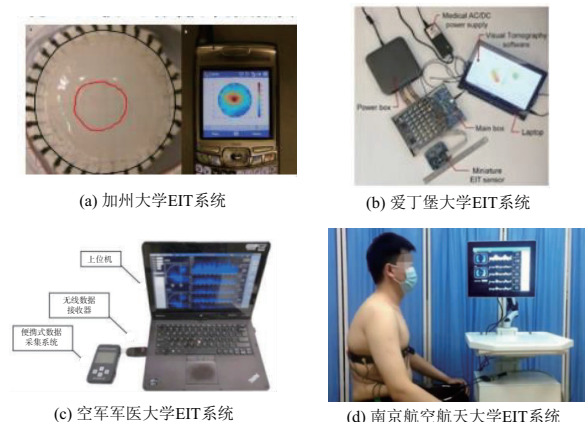 Medical AC/DC
power supply
Visual Tomography
software
Power box
Main box
Laptop
Miniature
EIT sensor
(a) 加州大学EIT系统
(b) 爱丁堡大学EIT系统
上位机
无线数据
接收器
便携式数据
采集系统
(c) 空军军医大学EIT系统
(d) 南京航空航天大学EIT系统